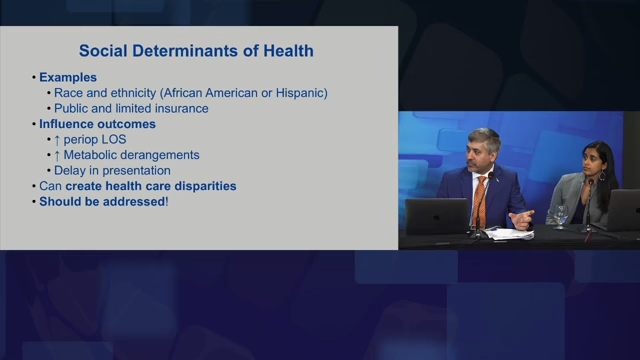 Social Determinants of Health
• Examples
• Race and ethnicity (African American or Hispanic)
• Public and limited insurance
• Influence outcomes
• ↑ periop LOS
• ↑ Metabolic derangements
• Delay in presentation
• Can create health care disparities
• Should be addressed!